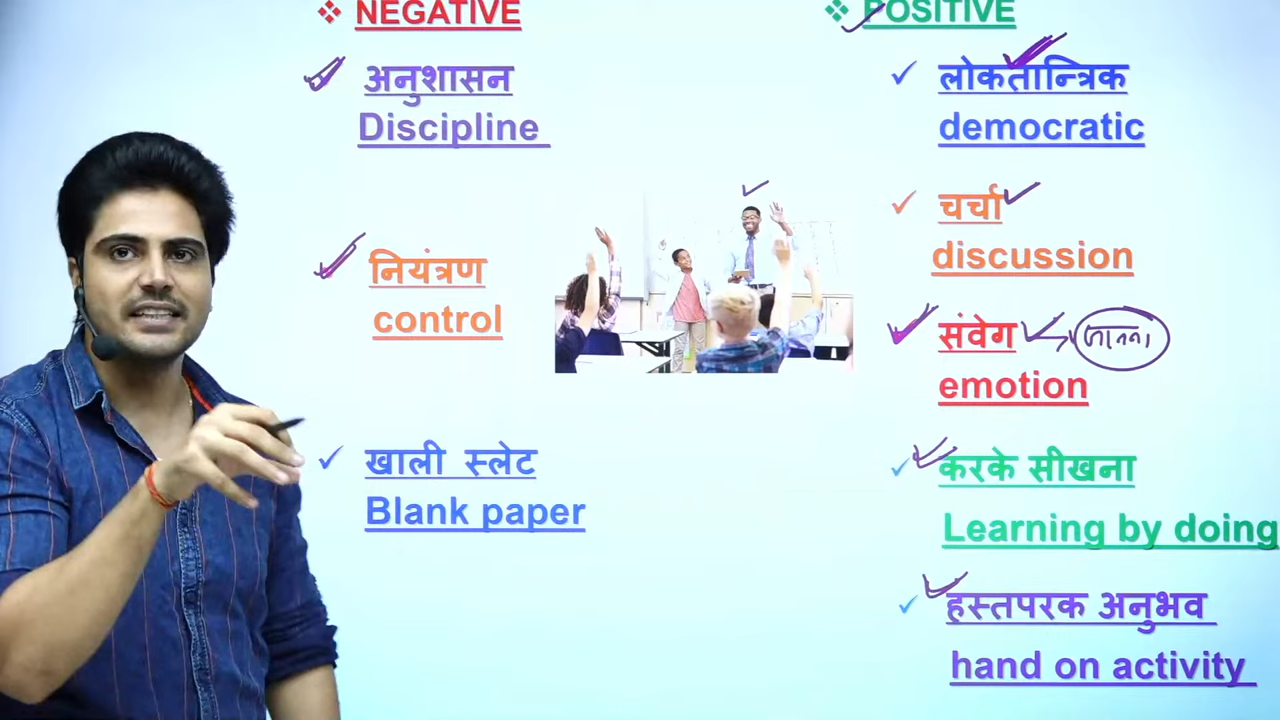 NEGATIVE
अनुशासन
Discipline
नियंत्रण
control
खाली स्लेट
Blank paper
POSITIVE
लोकतान्त्रिक
democratic
चर्चा
discussion
संवेग
emotion
करके सीखना
Learning by doing
हस्तपरक अनुभव
hand on activity